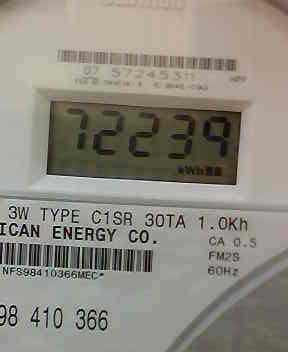 07 57245311
72239
kWh
3W TYPE C1SR 30TA 1.0Kh
ICAN ENERGY CO.
CA 0.5
FM2S
60Hz
NFS98410366MEC*
98 410 366